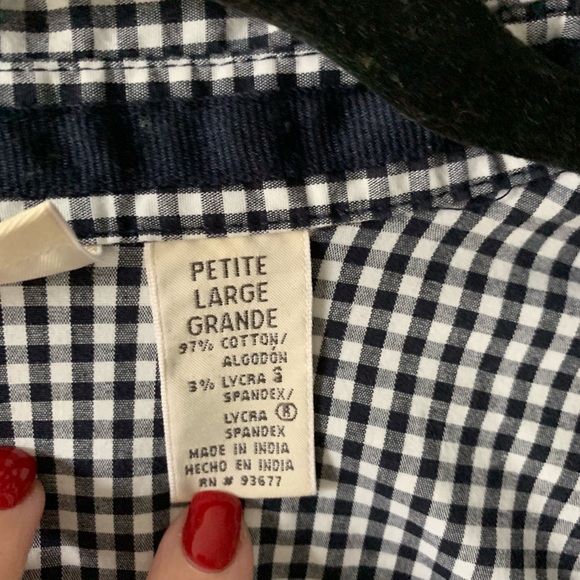 PETITE
LARGE
GRANDE
97% COTTON/
ALGODÓN
3% LYCRA S
SPANDEX/
LYCRA ®
SPANDEX
MADE IN INDIA
HECHO EN INDIA
RN # 93677